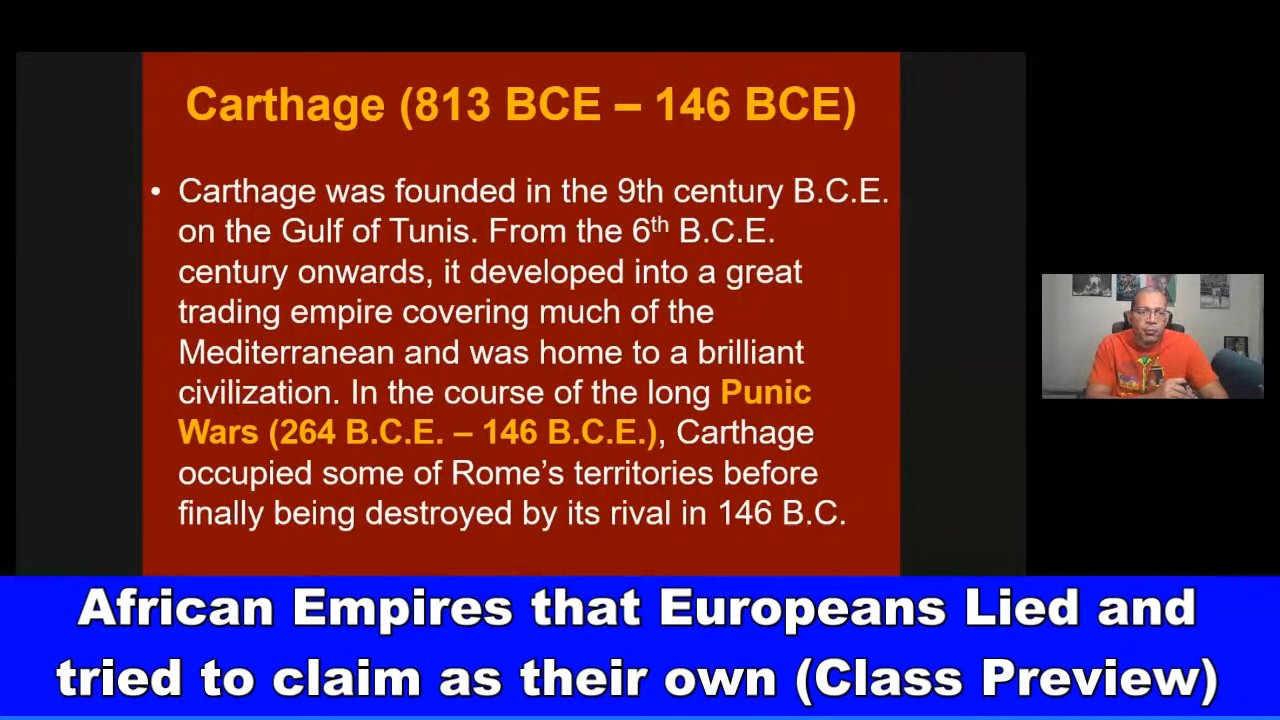 Carthage (813 BCE – 146 BCE)
• Carthage was founded in the 9th century B.C.E.
on the Gulf of Tunis. From the 6th B.C.E.
century onwards, it developed into a great
trading empire covering much of the
Mediterranean and was home to a brilliant
civilization. In the course of the long Punic
Wars (264 B.C.E. – 146 B.C.E.), Carthage
occupied some of Rome’s territories before
finally being destroyed by its rival in 146 B.C.
African Empires that Europeans Lied and
tried to claim as their own (Class Preview)